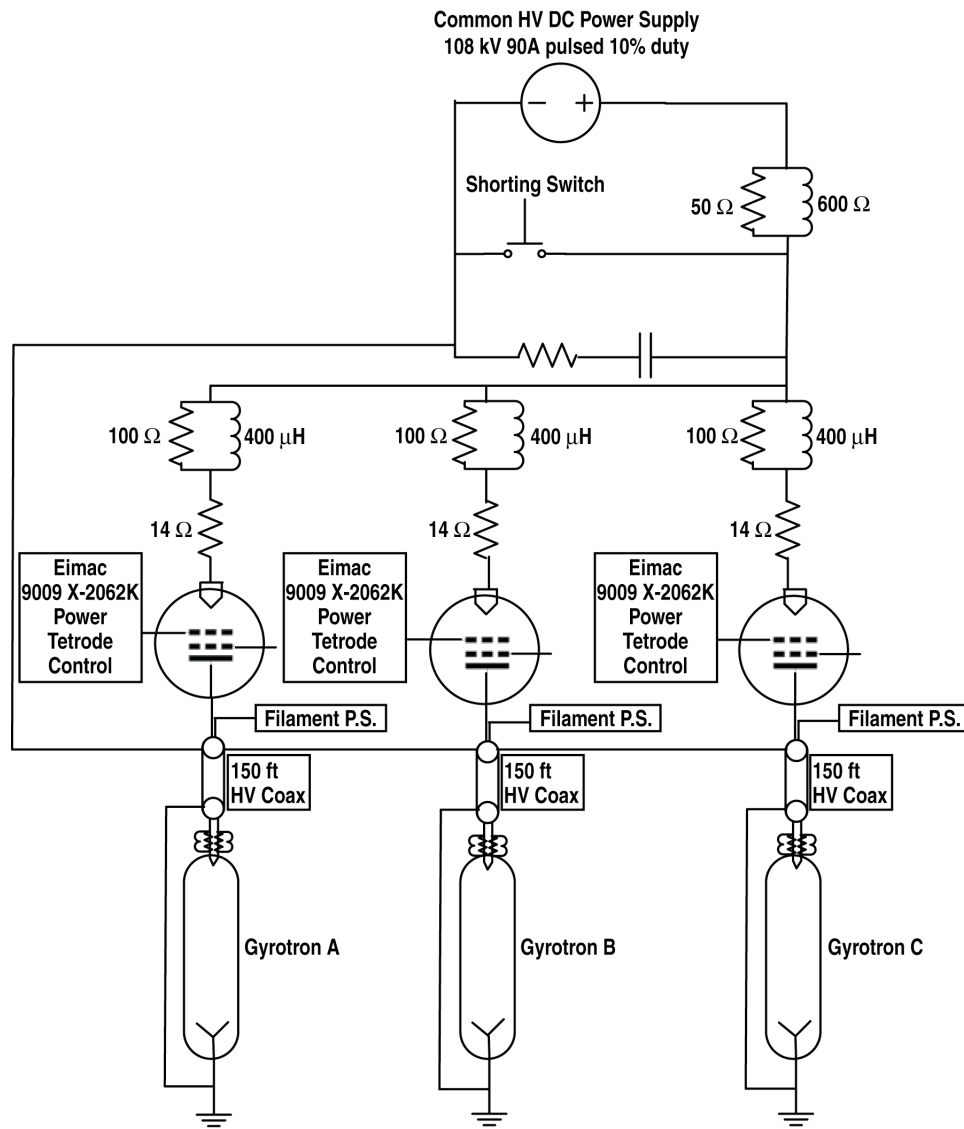 Common HV DC Power Supply
108 kV 90A pulsed 10% duty
− +
Shorting Switch
50 Ω
600 Ω
100 Ω
400 μH
100 Ω
400 μH
100 Ω
400 μH
14 Ω
14 Ω
14 Ω
Eimac
9009 X-2062K
Power
Tetrode
Control
Eimac
9009 X-2062K
Power
Tetrode
Control
Eimac
9009 X-2062K
Power
Tetrode
Control
Filament P.S.
Filament P.S.
Filament P.S.
150 ft
HV Coax
150 ft
HV Coax
150 ft
HV Coax
Gyrotron A
Gyrotron B
Gyrotron C